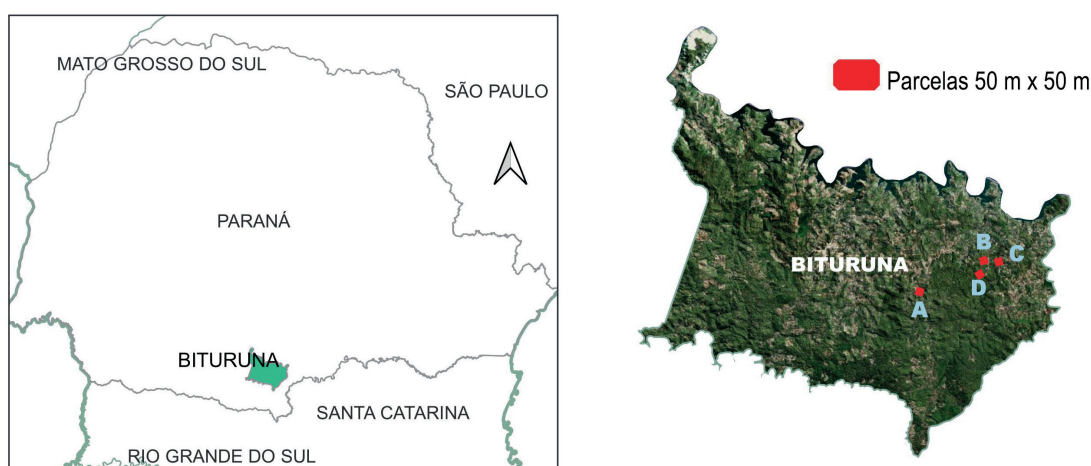 MATO GROSSO DO SUL
SÃO PAULO
PARANÁ
BITURUNA
SANTA CATARINA
RIO GRANDE DO SUL
Parcelas 50 m x 50 m
BITURUNA
B
C
D
A